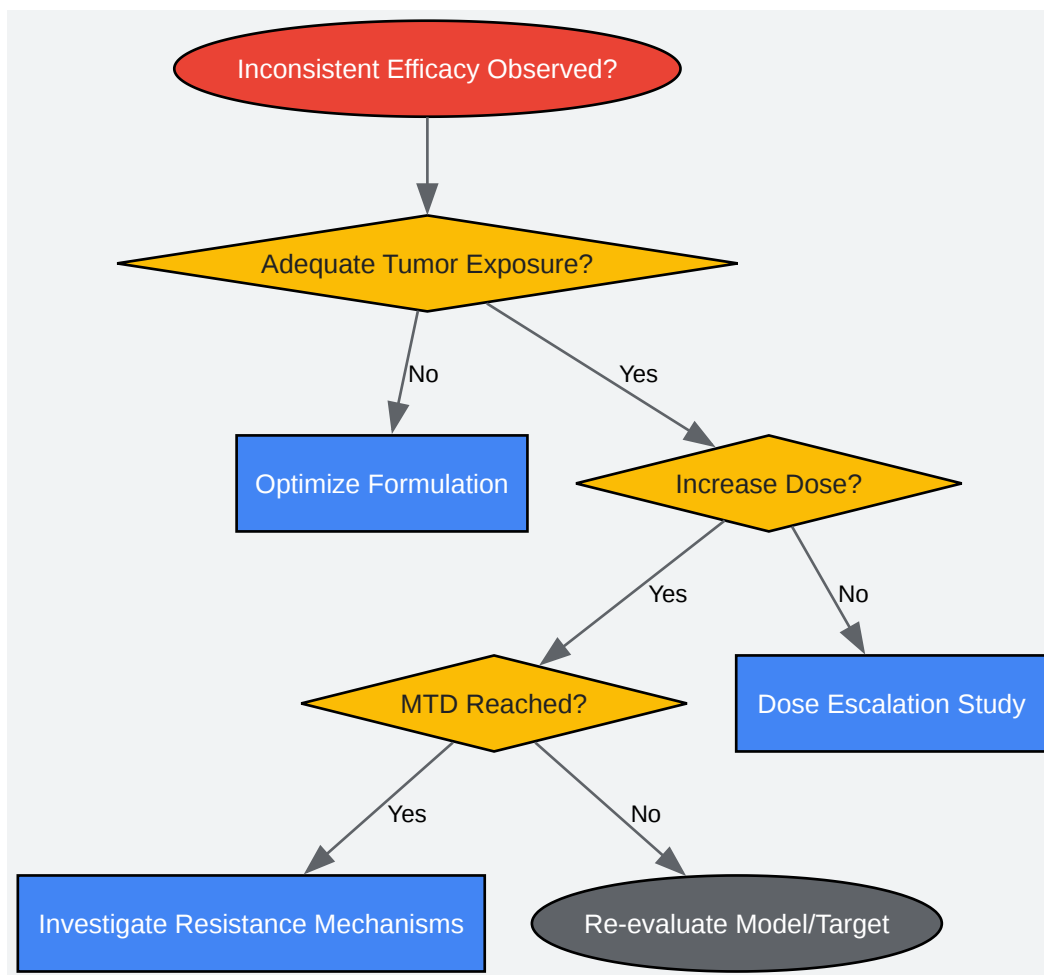 Inconsistent Efficacy Observed?
Adequate Tumor Exposure?
No
Yes
Optimize Formulation
Increase Dose?
Yes
No
MTD Reached?
Dose Escalation Study
Yes
No
Investigate Resistance Mechanisms
Re-evaluate Model/Target